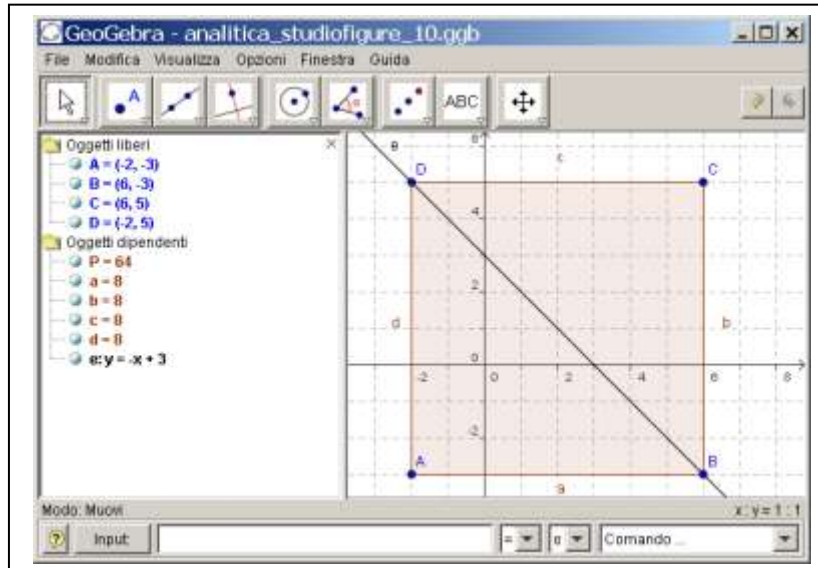 GeoGebra - analitica_studiofigure_10.ggb
File Modifica Visualizza Opzioni Finestra Guida
A
ABC
Oggetti liberi
A = (-2, -3)
B = (6, -3)
C = (6, 5)
D = (-2, 5)
Oggetti dipendenti
P = 64
a = 8
b = 8
c = 8
d = 8
e: y = -x + 3
e 6 c
D C
4
2
d b
0
-2 0 2 4 6 8
-2
A B
a
Modo: Muovi x : y = 1 : 1
? Input: = α Comando ...